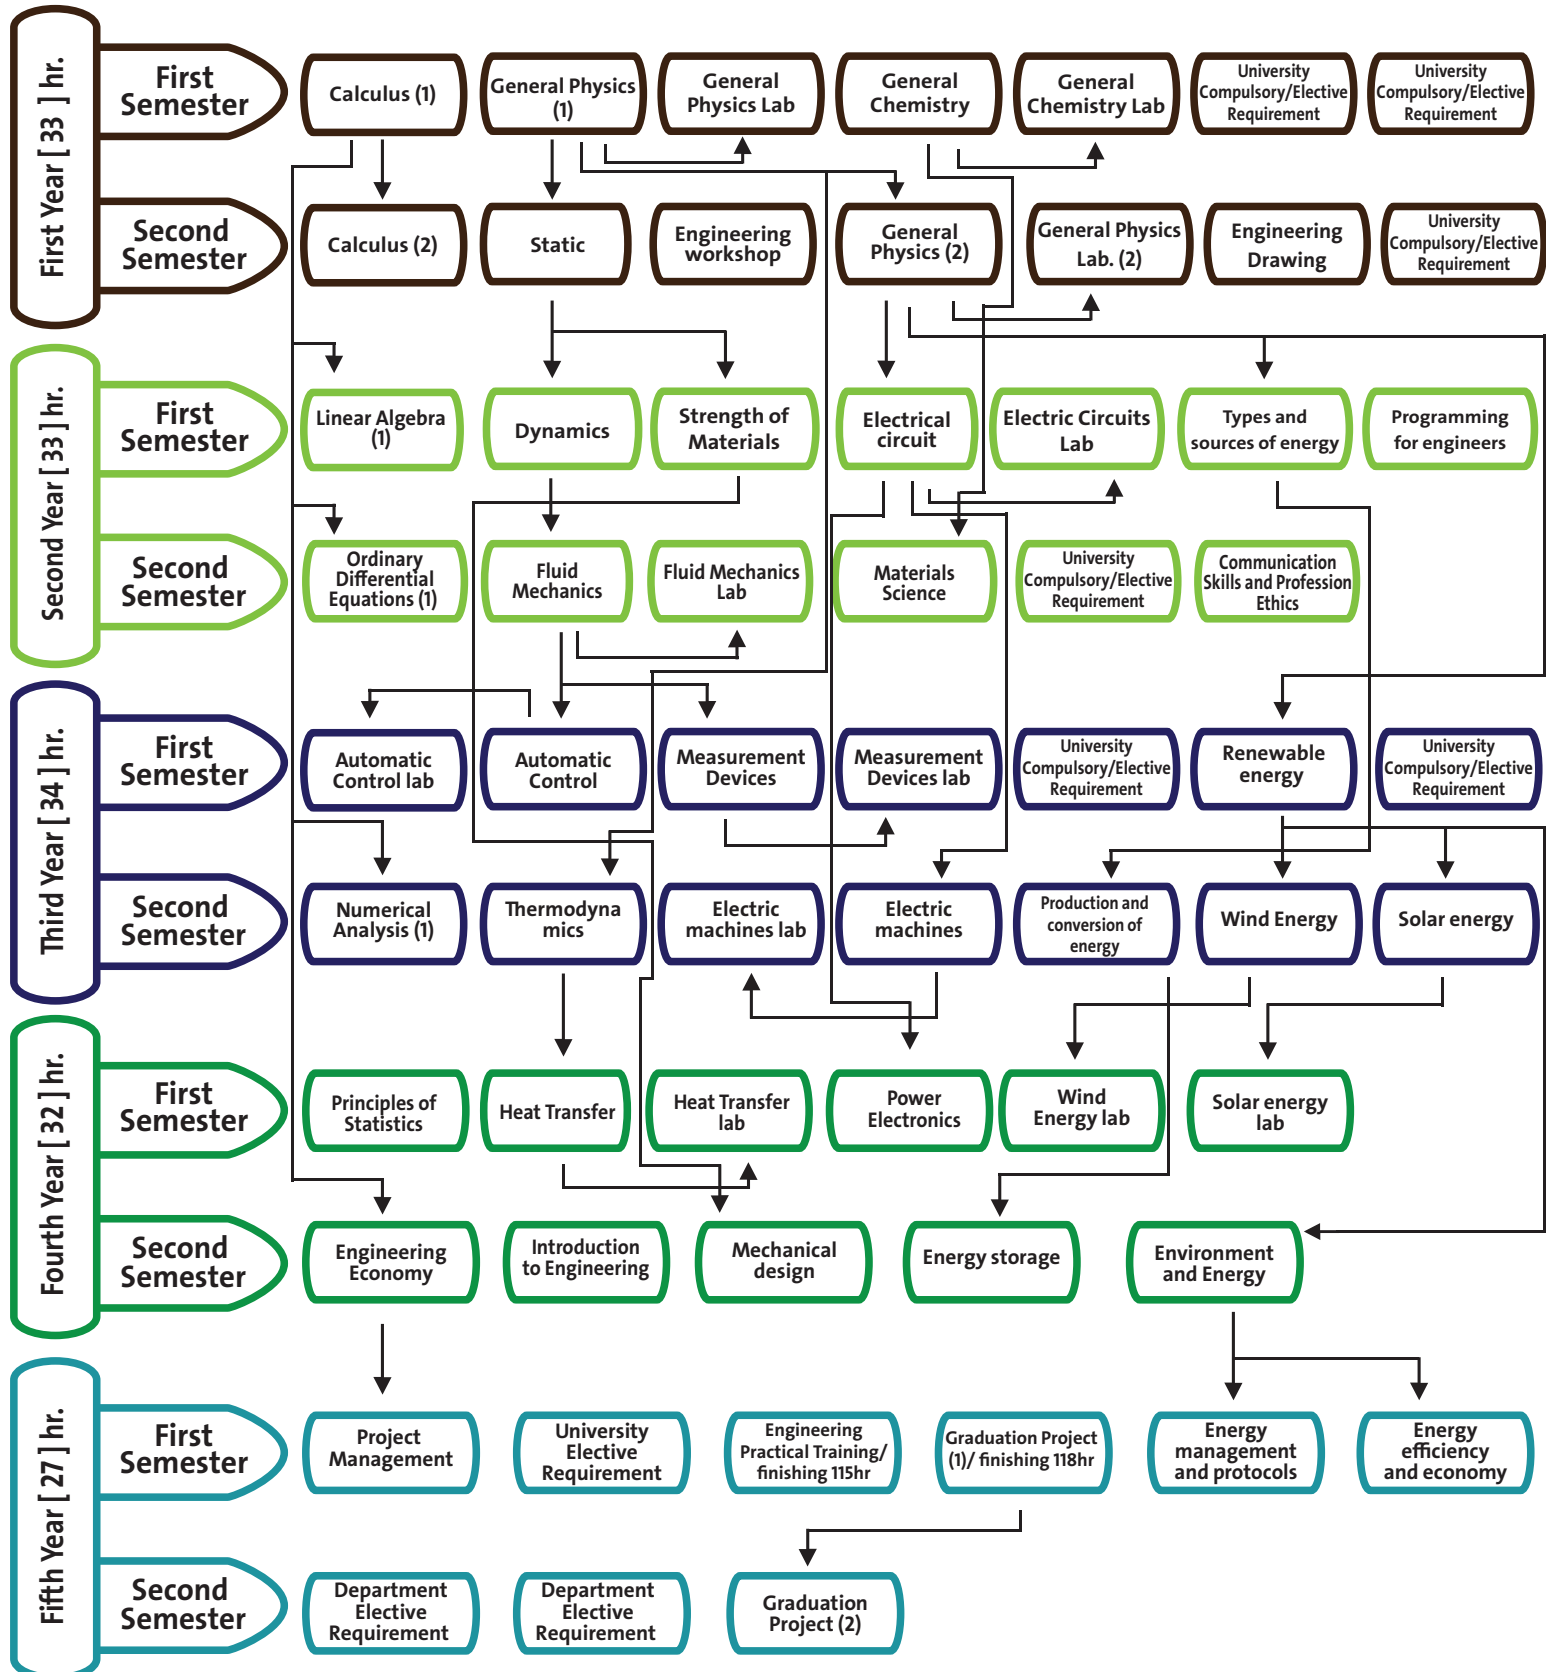 First Year [ 33 ] hr.
First
Semester
Calculus (1)
General Physics
(1)
General
Physics Lab
General
Chemistry
General
Chemistry Lab
University
Compulsory/Elective
Requirement
University
Compulsory/Elective
Requirement
Second
Semester
Calculus (2)
Static
Engineering
workshop
General
Physics (2)
General Physics
Lab. (2)
Engineering
Drawing
University
Compulsory/Elective
Requirement
Second Year [ 33 ] hr.
First
Semester
Linear Algebra
(1)
Dynamics
Strength of
Materials
Electrical
circuit
Electric Circuits
Lab
Types and
sources of energy
Programming
for engineers
Second
Semester
Ordinary
Differential
Equations (1)
Fluid
Mechanics
Fluid Mechanics
Lab
Materials
Science
University
Compulsory/Elective
Requirement
Communication
Skills and Profession
Ethics
Third Year [ 34 ] hr.
First
Semester
Automatic
Control lab
Automatic
Control
Measurement
Devices
Measurement
Devices lab
University
Compulsory/Elective
Requirement
Renewable
energy
University
Compulsory/Elective
Requirement
Second
Semester
Numerical
Analysis (1)
Thermodyna
mics
Electric
machines lab
Electric
machines
Production and
conversion of
energy
Wind Energy
Solar energy
Fourth Year [ 32 ] hr.
First
Semester
Principles of
Statistics
Heat Transfer
Heat Transfer
lab
Power
Electronics
Wind
Energy lab
Solar energy
lab
Second
Semester
Engineering
Economy
Introduction
to Engineering
Mechanical
design
Energy storage
Environment
and Energy
Fifth Year [ 27 ] hr.
First
Semester
Project
Management
University
Elective
Requirement
Engineering
Practical Training/
finishing 115hr
Graduation Project
(1)/ finishing 118hr
Energy
management
and protocols
Energy
efficiency
and economy
Second
Semester
Department
Elective
Requirement
Department
Elective
Requirement
Graduation
Project (2)